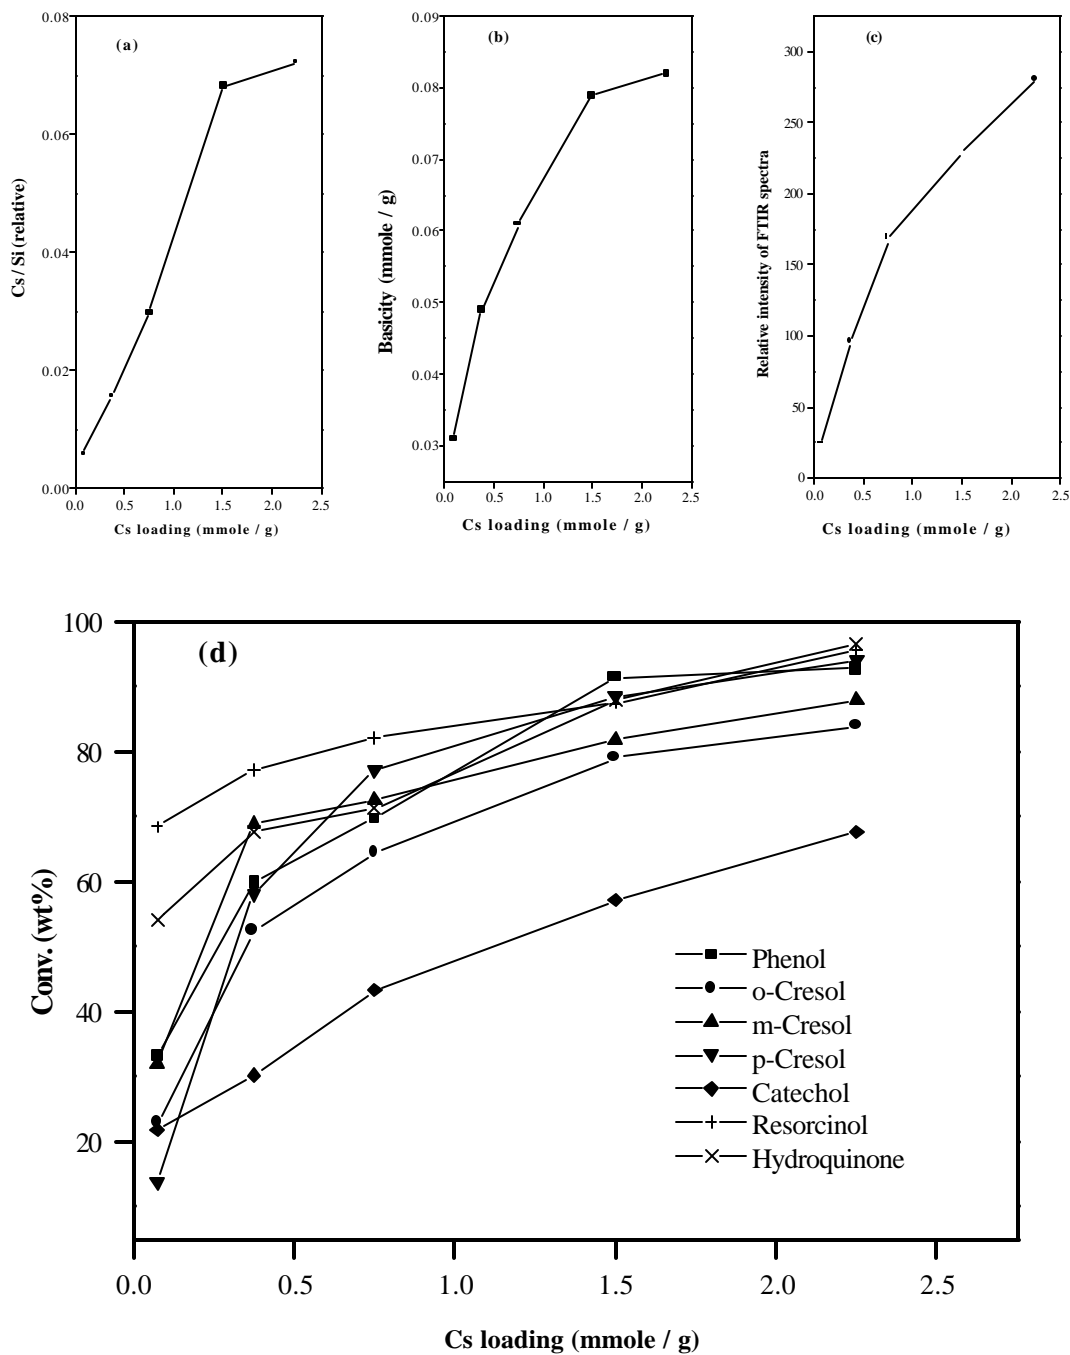 (a)
0.08
0.06
0.04
0.02
0.00
Cs / Si (relative)
0.0 0.5 1.0 1.5 2.0 2.5
Cs loading (mmole / g)
(b)
0.09
0.08
0.07
0.06
0.05
0.04
0.03
Basicity (mmole / g)
0.0 0.5 1.0 1.5 2.0 2.5
Cs loading (mmole / g)
(c)
300
250
200
150
100
50
0
Relative intensity of FTIR spectra
0.0 0.5 1.0 1.5 2.0 2.5
Cs loading (mmole / g)
(d)
100
80
60
40
20
Conv. (wt%)
Phenol
o-Cresol
m-Cresol
p-Cresol
Catechol
Resorcinol
Hydroquinone
0.0 0.5 1.0 1.5 2.0 2.5
Cs loading (mmole / g)